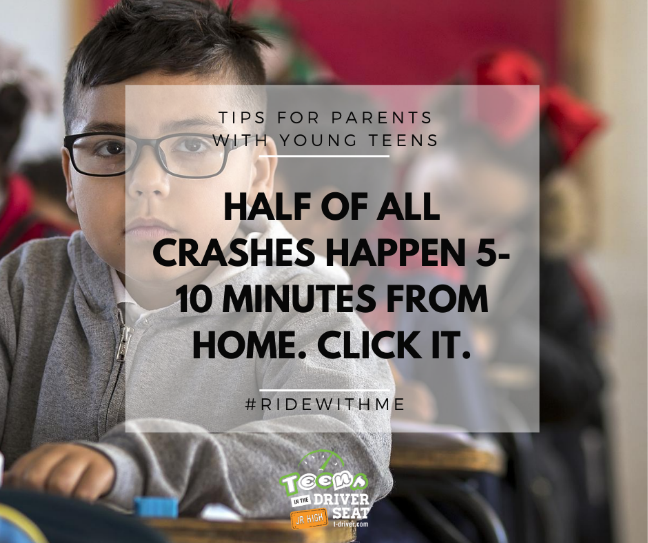 TIPS FOR PARENTS
WITH YOUNG TEENS
HALF OF ALL
CRASHES HAPPEN 5-
10 MINUTES FROM
HOME. CLICK IT.
#RIDEWITHME
TEENS
IN THE DRIVER
JR HIGH SEAT
t-driver.com